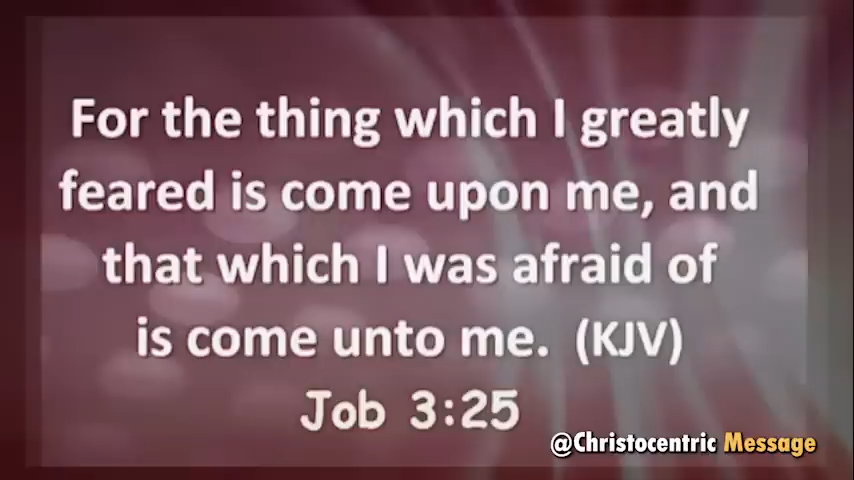 For the thing which I greatly
feared is come upon me, and
that which I was afraid of
is come unto me. (KJV)
Job 3:25
@Christocentric Message